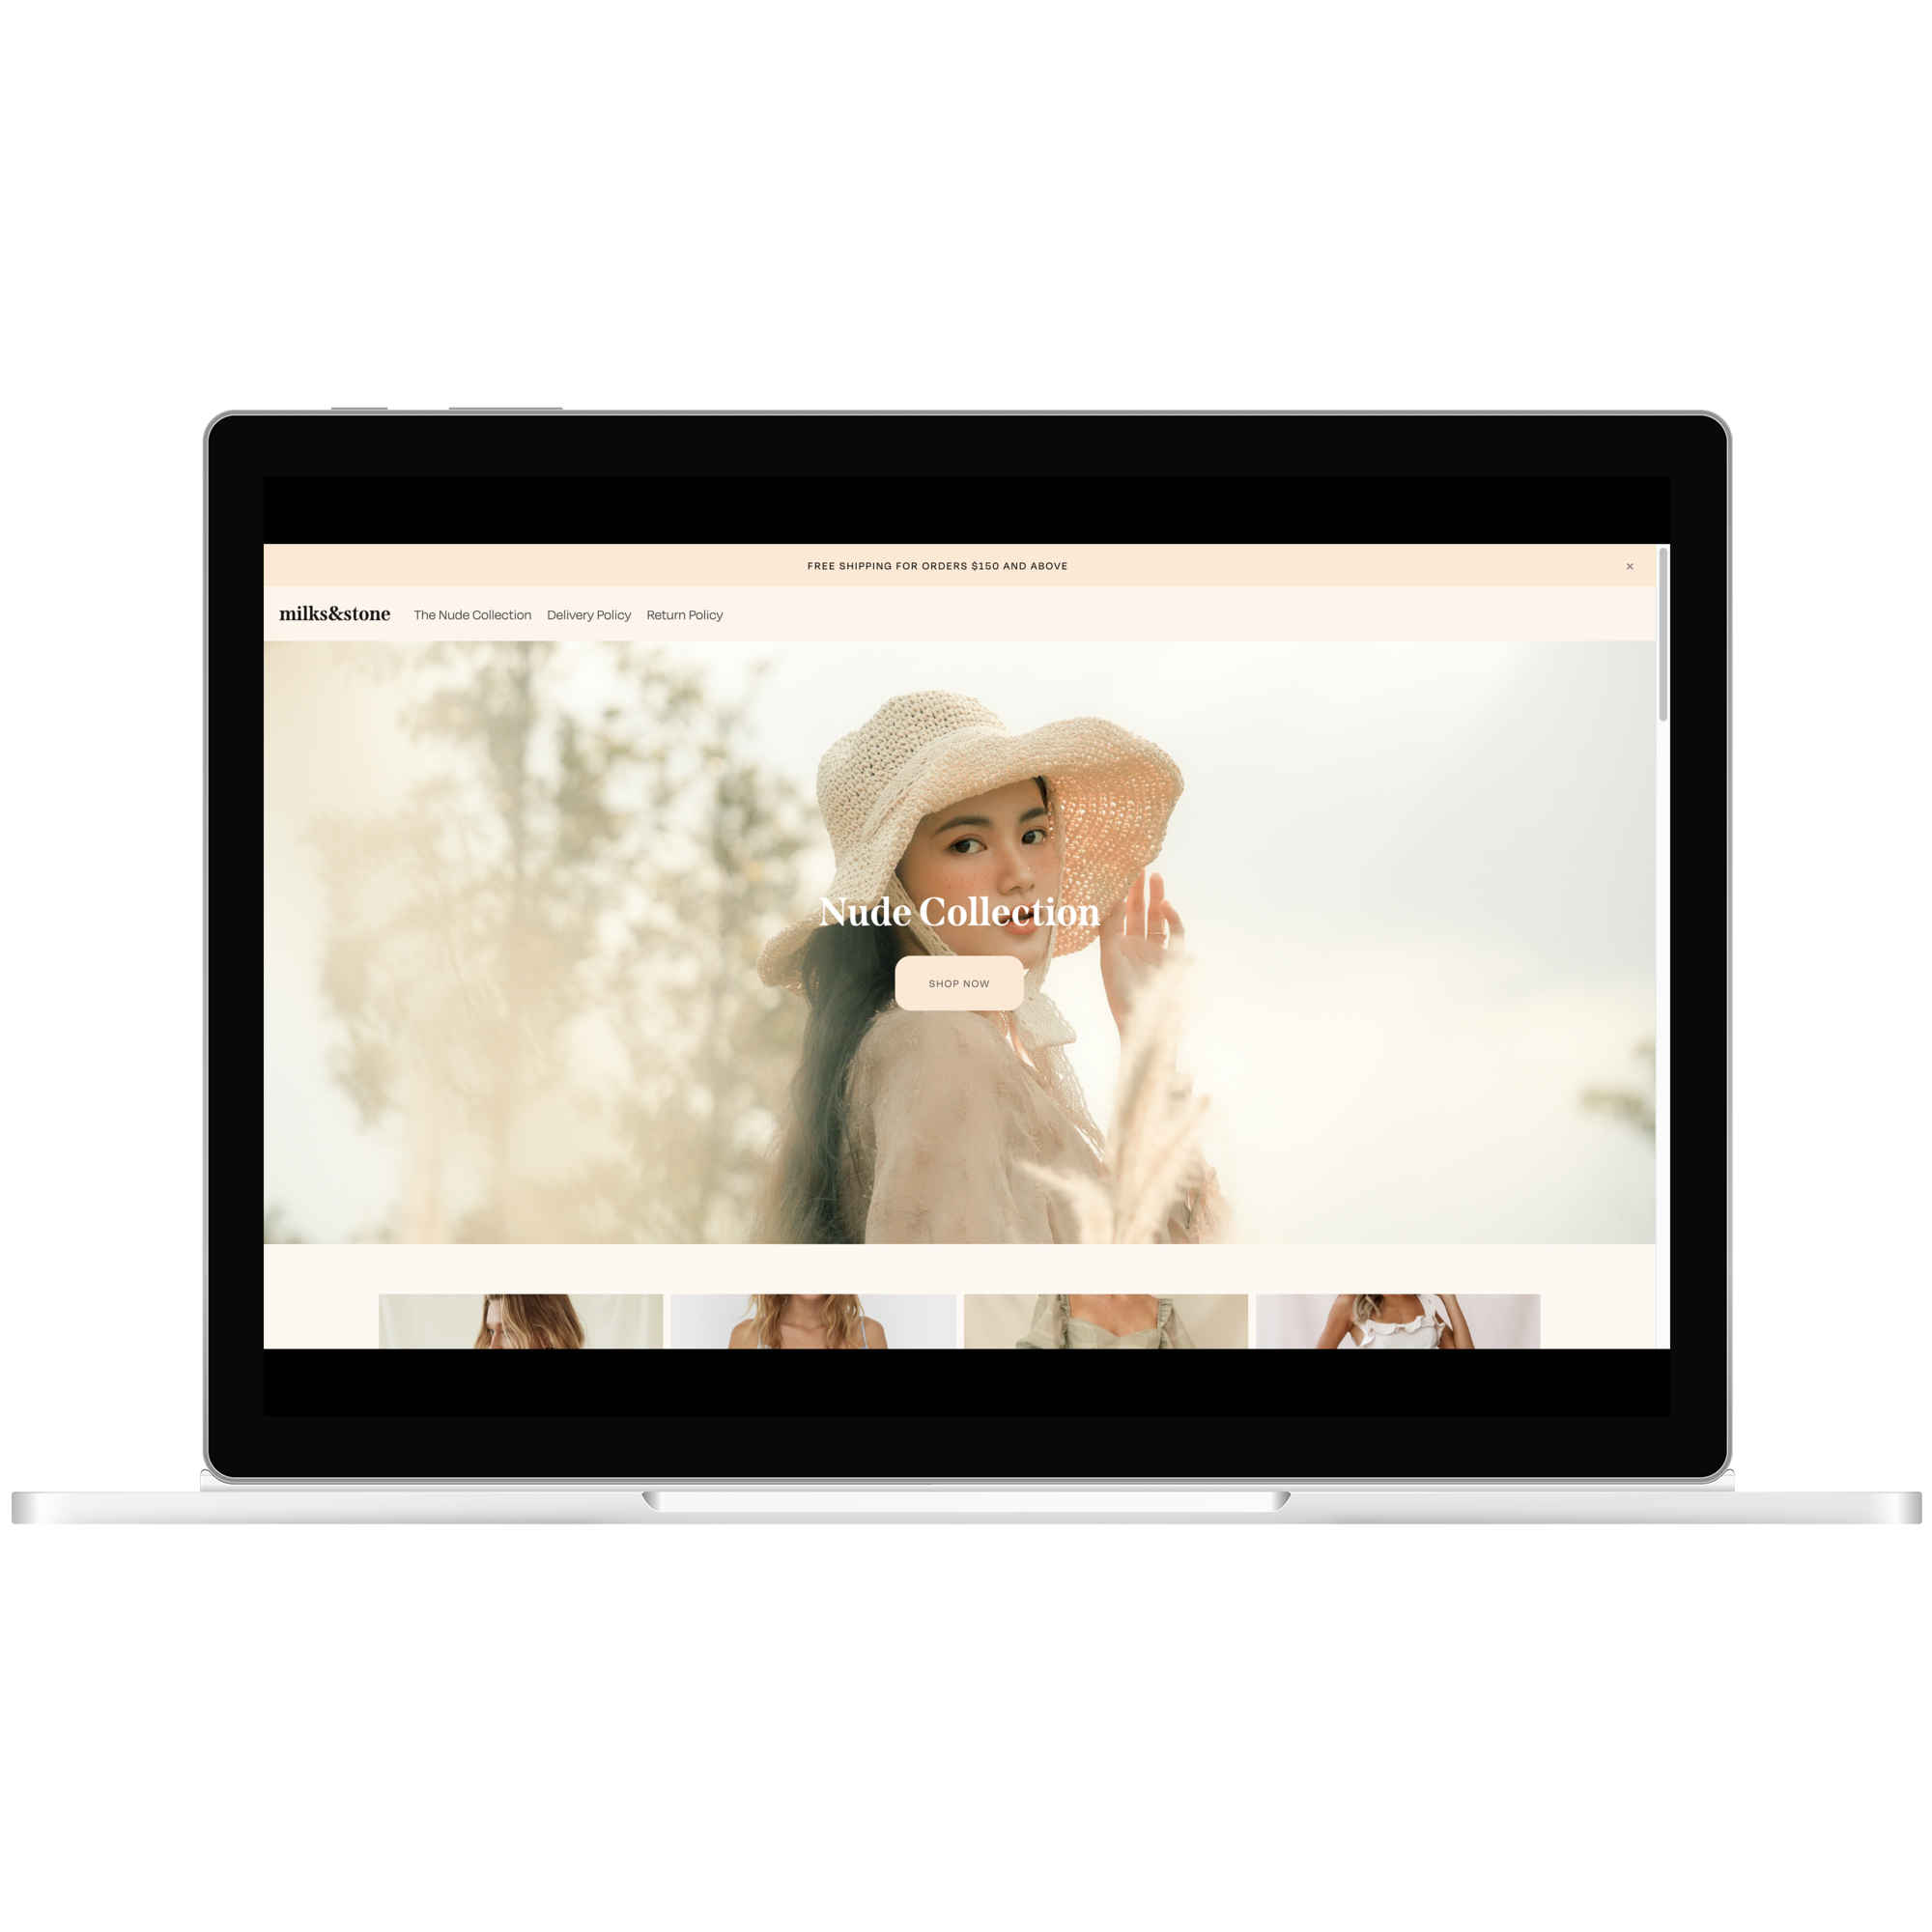 FREE SHIPPING FOR ORDERS $150 AND ABOVE ×
milks&stone The Nude Collection Delivery Policy Return Policy
Nude Collection
SHOP NOW